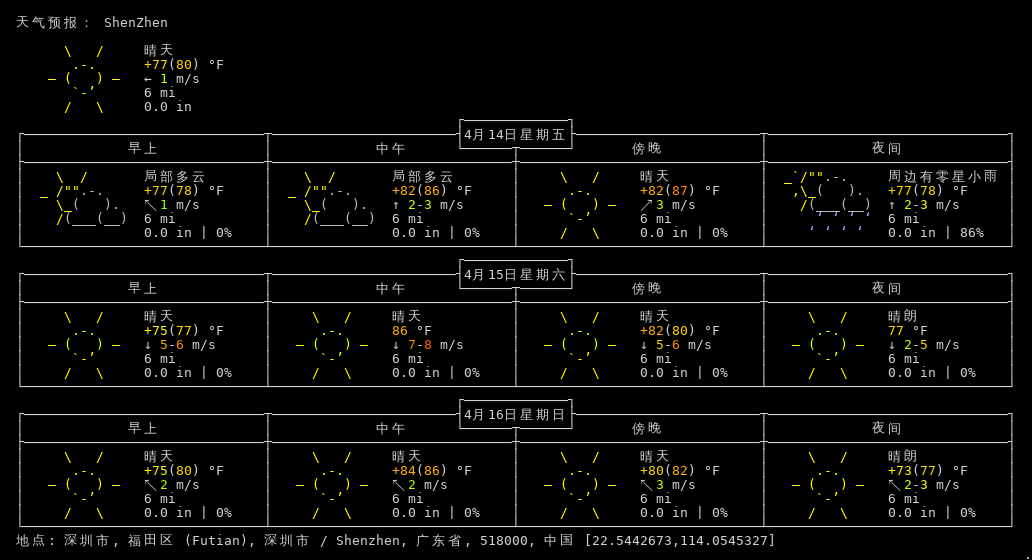 天气预报： ShenZhen
晴天
+77(80) °F
← 1 m/s
6 mi
0.0 in
4月14日星期五
早上 中午 傍晚 夜间
局部多云 局部多云 晴天 周边有零星小雨
+77(78) °F +82(86) °F +82(87) °F +77(78) °F
↖ 1 m/s ↑ 2-3 m/s ↗ 3 m/s ↑ 2-3 m/s
6 mi 6 mi 6 mi 6 mi
0.0 in | 0% 0.0 in | 0% 0.0 in | 0% 0.0 in | 86%
4月15日星期六
早上 中午 傍晚 夜间
晴天 晴天 晴天 晴朗
+75(77) °F 86 °F +82(80) °F 77 °F
↓ 5-6 m/s ↓ 7-8 m/s ↓ 5-6 m/s ↓ 2-5 m/s
6 mi 6 mi 6 mi 6 mi
0.0 in | 0% 0.0 in | 0% 0.0 in | 0% 0.0 in | 0%
4月16日星期日
早上 中午 傍晚 夜间
晴天 晴天 晴天 晴朗
+75(80) °F +84(86) °F +80(82) °F +73(77) °F
↖ 2 m/s ↖ 2 m/s ↖ 3 m/s ↖ 2-3 m/s
6 mi 6 mi 6 mi 6 mi
0.0 in | 0% 0.0 in | 0% 0.0 in | 0% 0.0 in | 0%
地点: 深圳市, 福田区 (Futian), 深圳市 / Shenzhen, 广东省, 518000, 中国 [22.5442673,114.0545327]